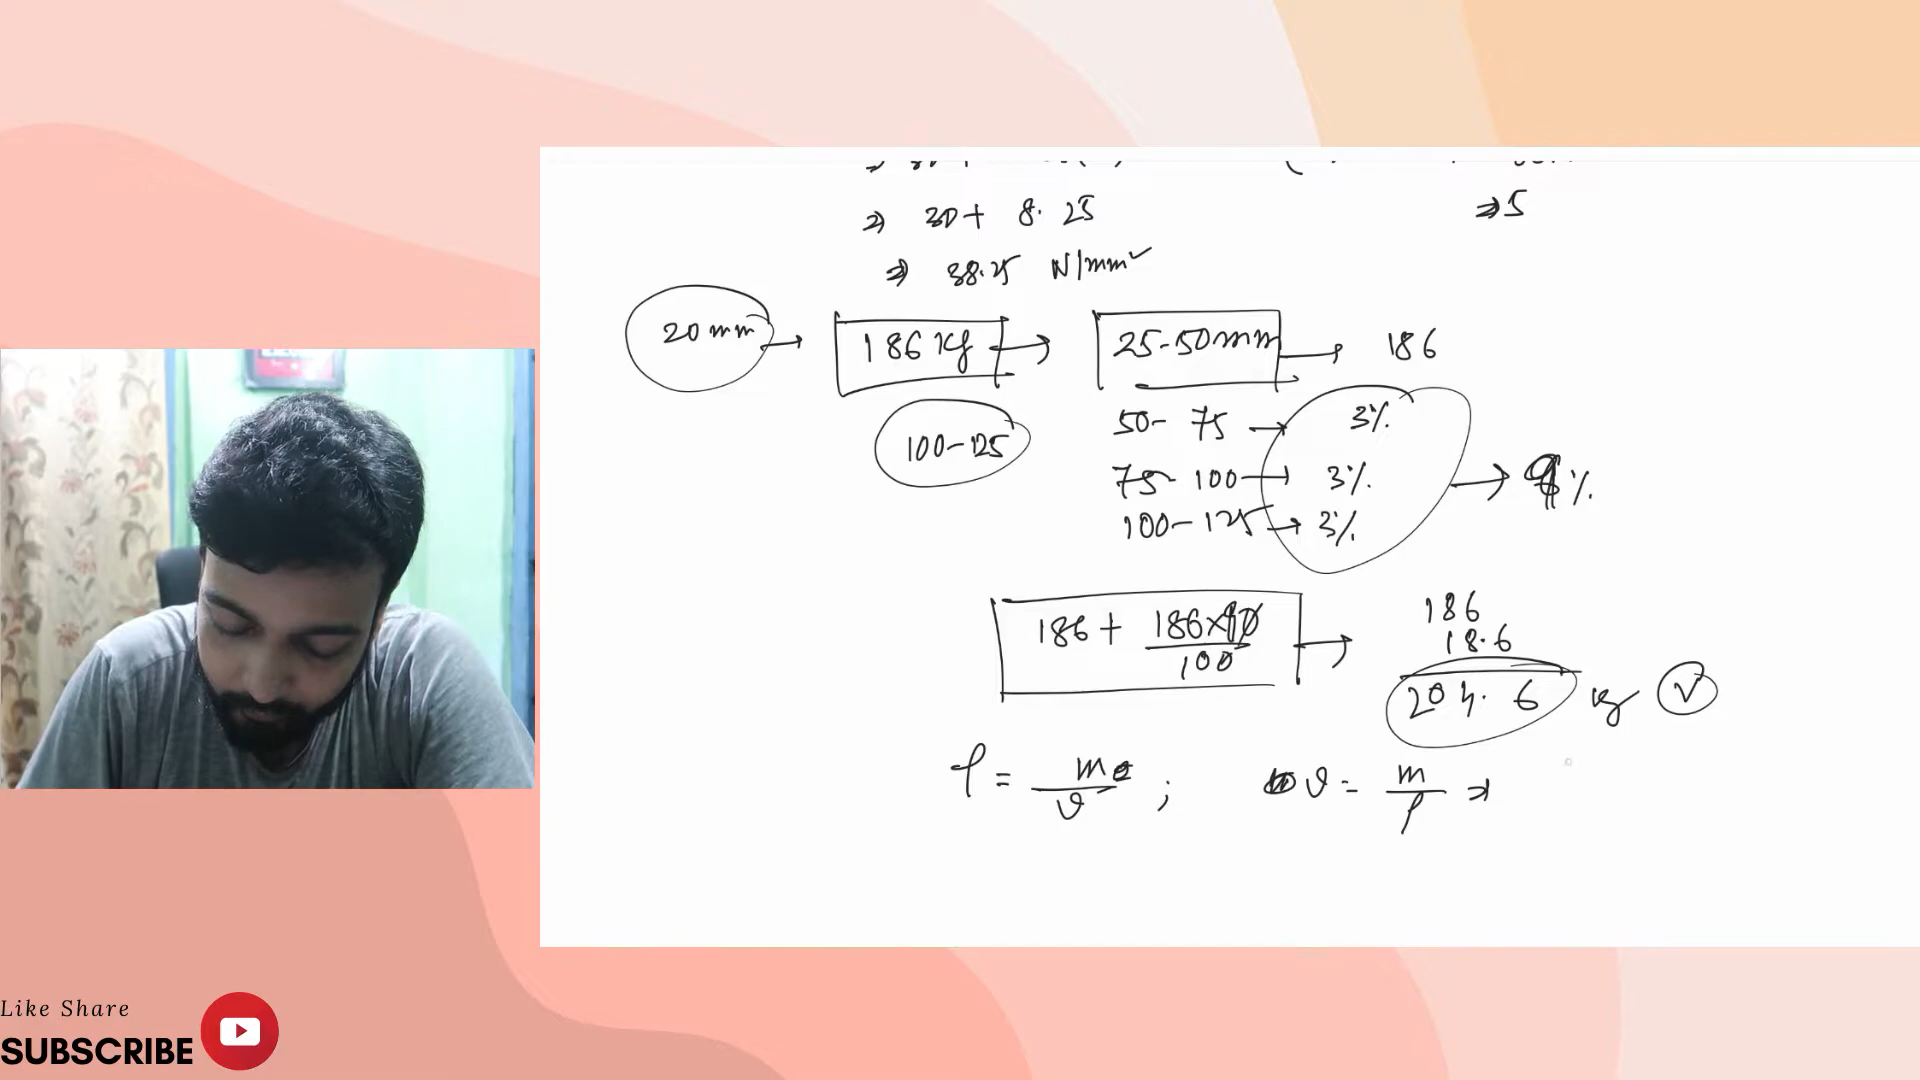 ⇒ 30 + 8.25
⇒ 5
⇒ 38.25 N/mm²
20 mm → 186 Kg → 25-50mm → 186
100-125
50- 75 → 3%
75- 100 → 3% → 9%
100- 125 → 3%
186 + 186×10/100 →
186
18.6
204.6 kg ✓
ρ = m/v ; v = m/ρ ⇒
Like Share
SUBSCRIBE